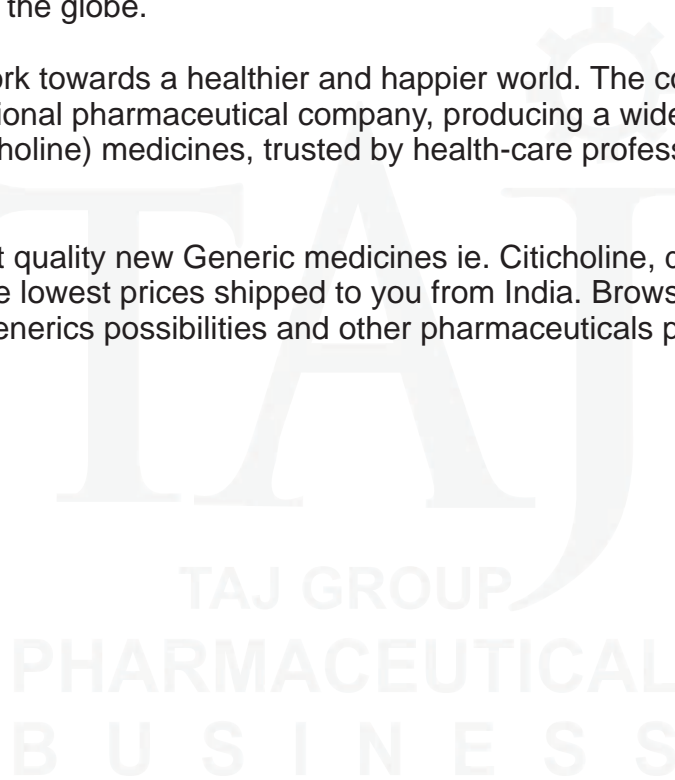 the globe.
rk towards a healthier and happier world. The co
ional pharmaceutical company, producing a wide
holine) medicines, trusted by health-care profess
t quality new Generic medicines ie. Citicholine, c
e lowest prices shipped to you from India. Brows
enerics possibilities and other pharmaceuticals p
TAJ
TAJ GROUP
PHARMACEUTICAL
BUSINESS